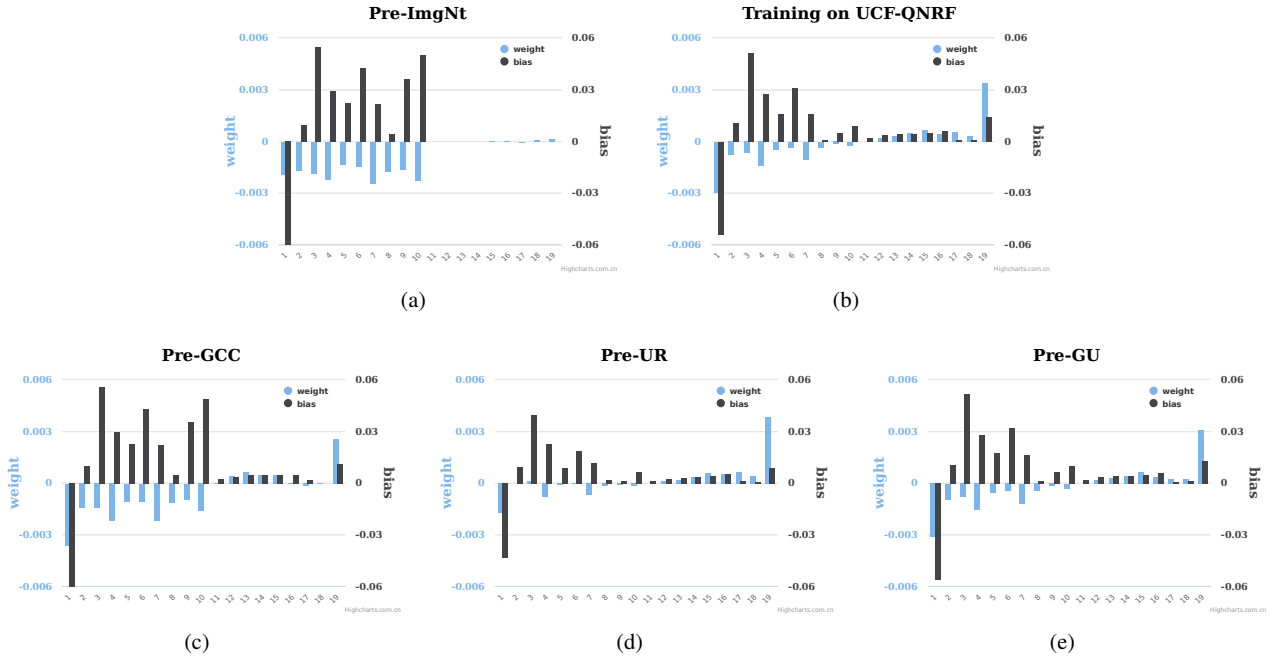 Pre-ImgNt
0.006 0.06
weight
bias
0.003 0.03
0 0
weight
bias
-0.003 -0.03
-0.006 -0.06
1 2 3 4 5 6 7 8 9 10 11 12 13 14 15 16 17 18 19
Highcharts.com.cn
(a)
Training on UCF-QNRF
0.006 0.06
weight
bias
0.003 0.03
0 0
weight
bias
-0.003 -0.03
-0.006 -0.06
1 2 3 4 5 6 7 8 9 10 11 12 13 14 15 16 17 18 19
Highcharts.com.cn
(b)
Pre-GCC
0.006 0.06
weight
bias
0.003 0.03
0 0
weight
bias
-0.003 -0.03
-0.006 -0.06
1 2 3 4 5 6 7 8 9 10 11 12 13 14 15 16 17 18 19
Highcharts.com.cn
(c)
Pre-UR
0.006 0.06
weight
bias
0.003 0.03
0 0
weight
bias
-0.003 -0.03
-0.006 -0.06
1 2 3 4 5 6 7 8 9 10 11 12 13 14 15 16 17 18 19
Highcharts.com.cn
(d)
Pre-GU
0.006 0.06
weight
bias
0.003 0.03
0 0
weight
bias
-0.003 -0.03
-0.006 -0.06
1 2 3 4 5 6 7 8 9 10 11 12 13 14 15 16 17 18 19
Highcharts.com.cn
(e)